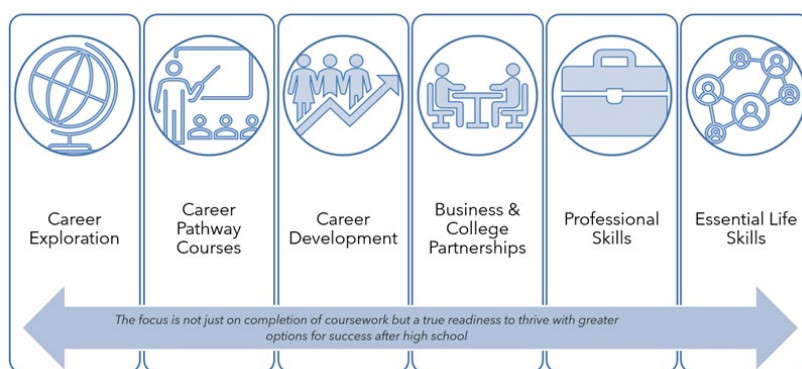 Career
Exploration
Career
Pathway
Courses
Career
Development
Business &
College
Partnerships
Professional
Skills
Essential Life
Skills
The focus is not just on completion of coursework but a true readiness to thrive with greater
options for success after high school